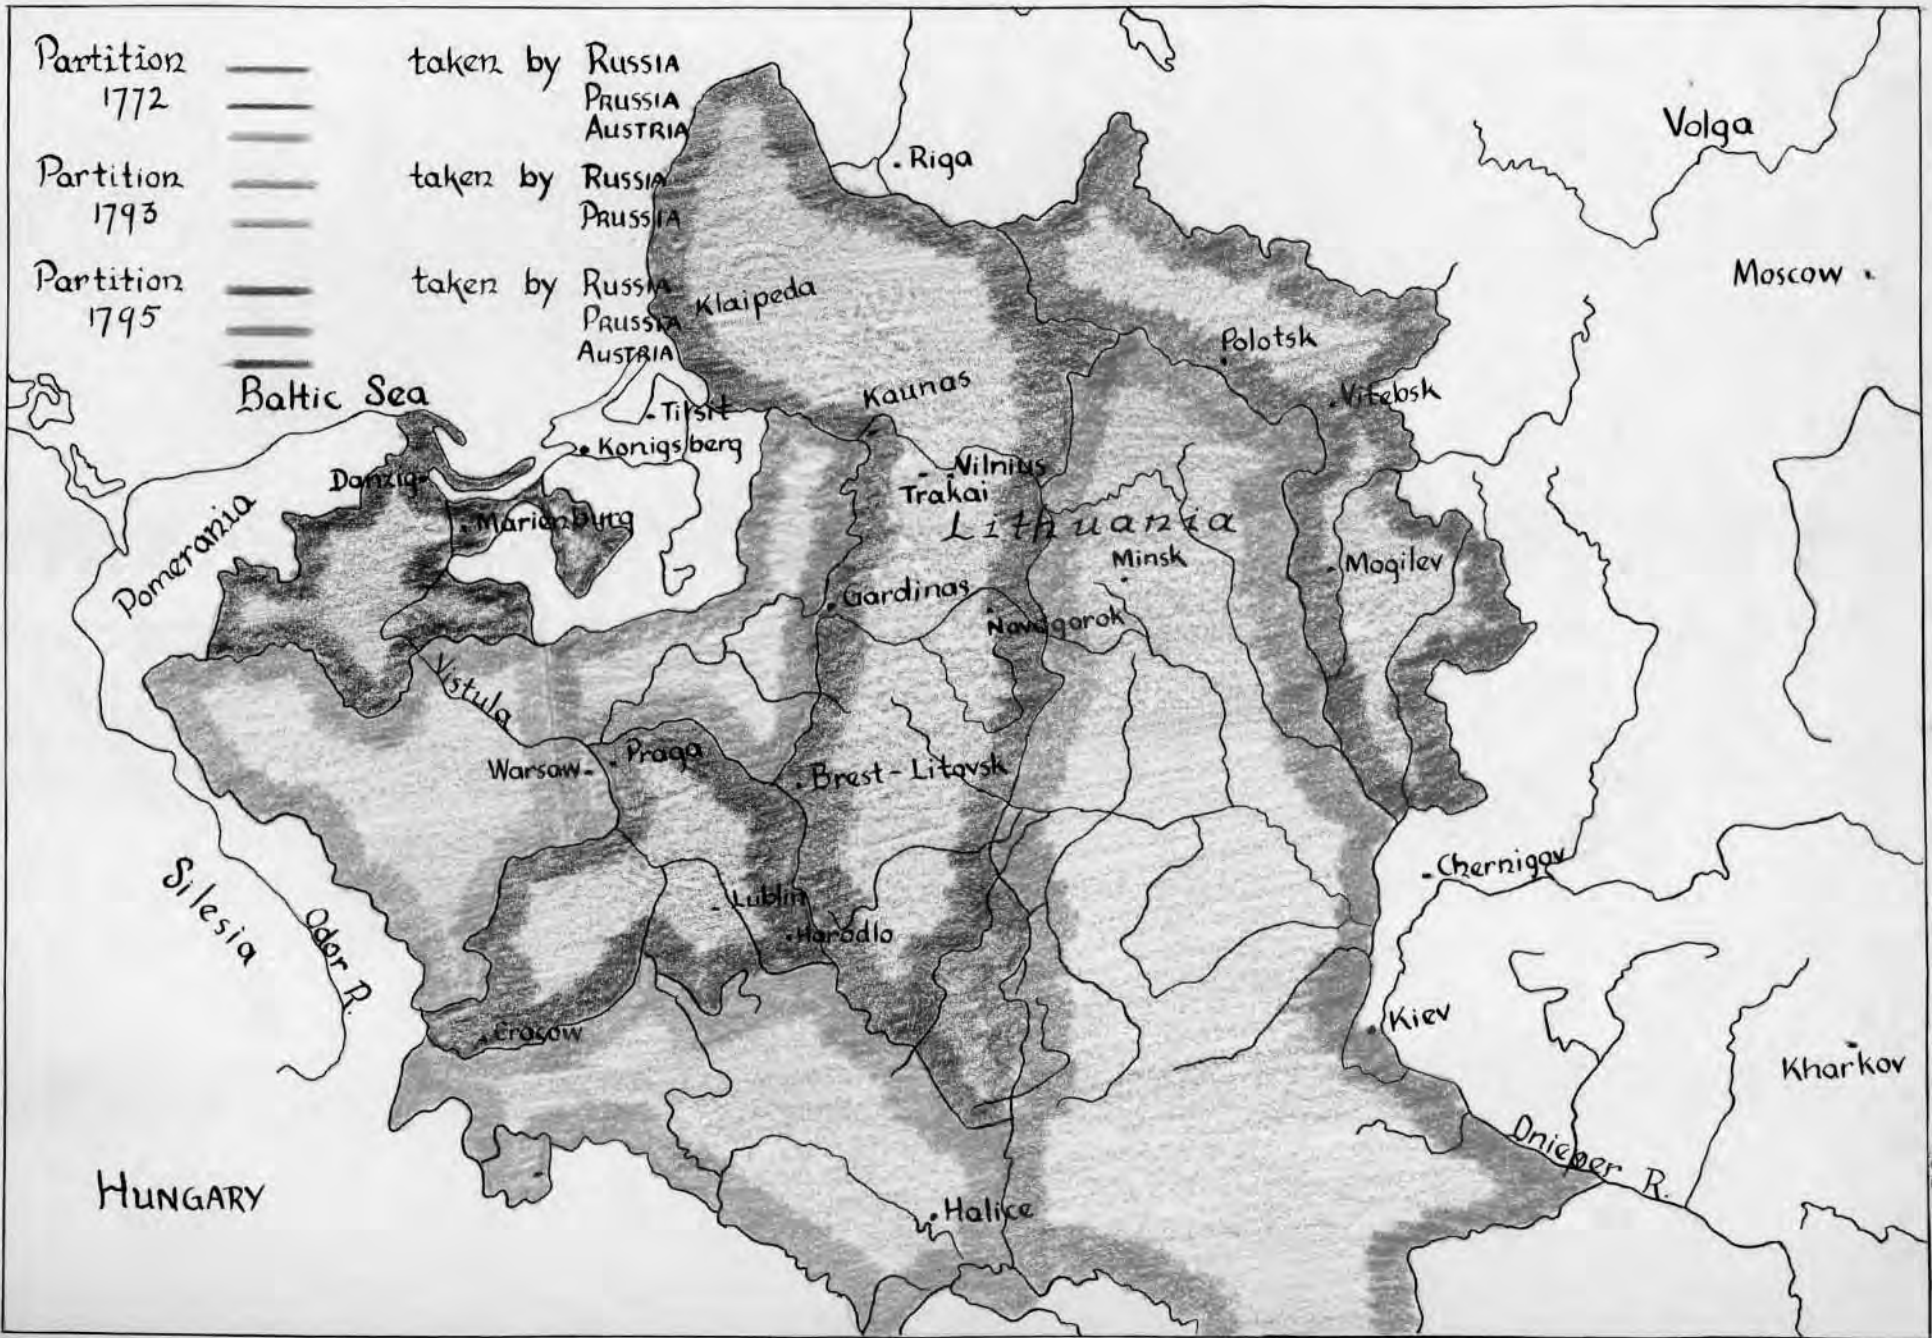 Partition
1772
taken by RUSSIA
PRUSSIA
AUSTRIA
Partition
1793
taken by RUSSIA
PRUSSIA
Partition
1795
taken by RUSSIA
PRUSSIA
AUSTRIA
Riga
Volga
Moscow
Klaipeda
Polotsk
Vitebsk
Kaunas
Baltic Sea
Tilsit
Konigsberg
Danzig
Marienburg
Pomerania
Vilnius
Trakai
Lithuania
Minsk
Mogilev
Gardinas
Novogorok
Vistula
Warsaw
Praga
Brest-Litovsk
Chernigov
Silesia
Odor R.
Lublin
Harodlo
Cracow
Kiev
Kharkov
Dnieper R.
HUNGARY
Halice